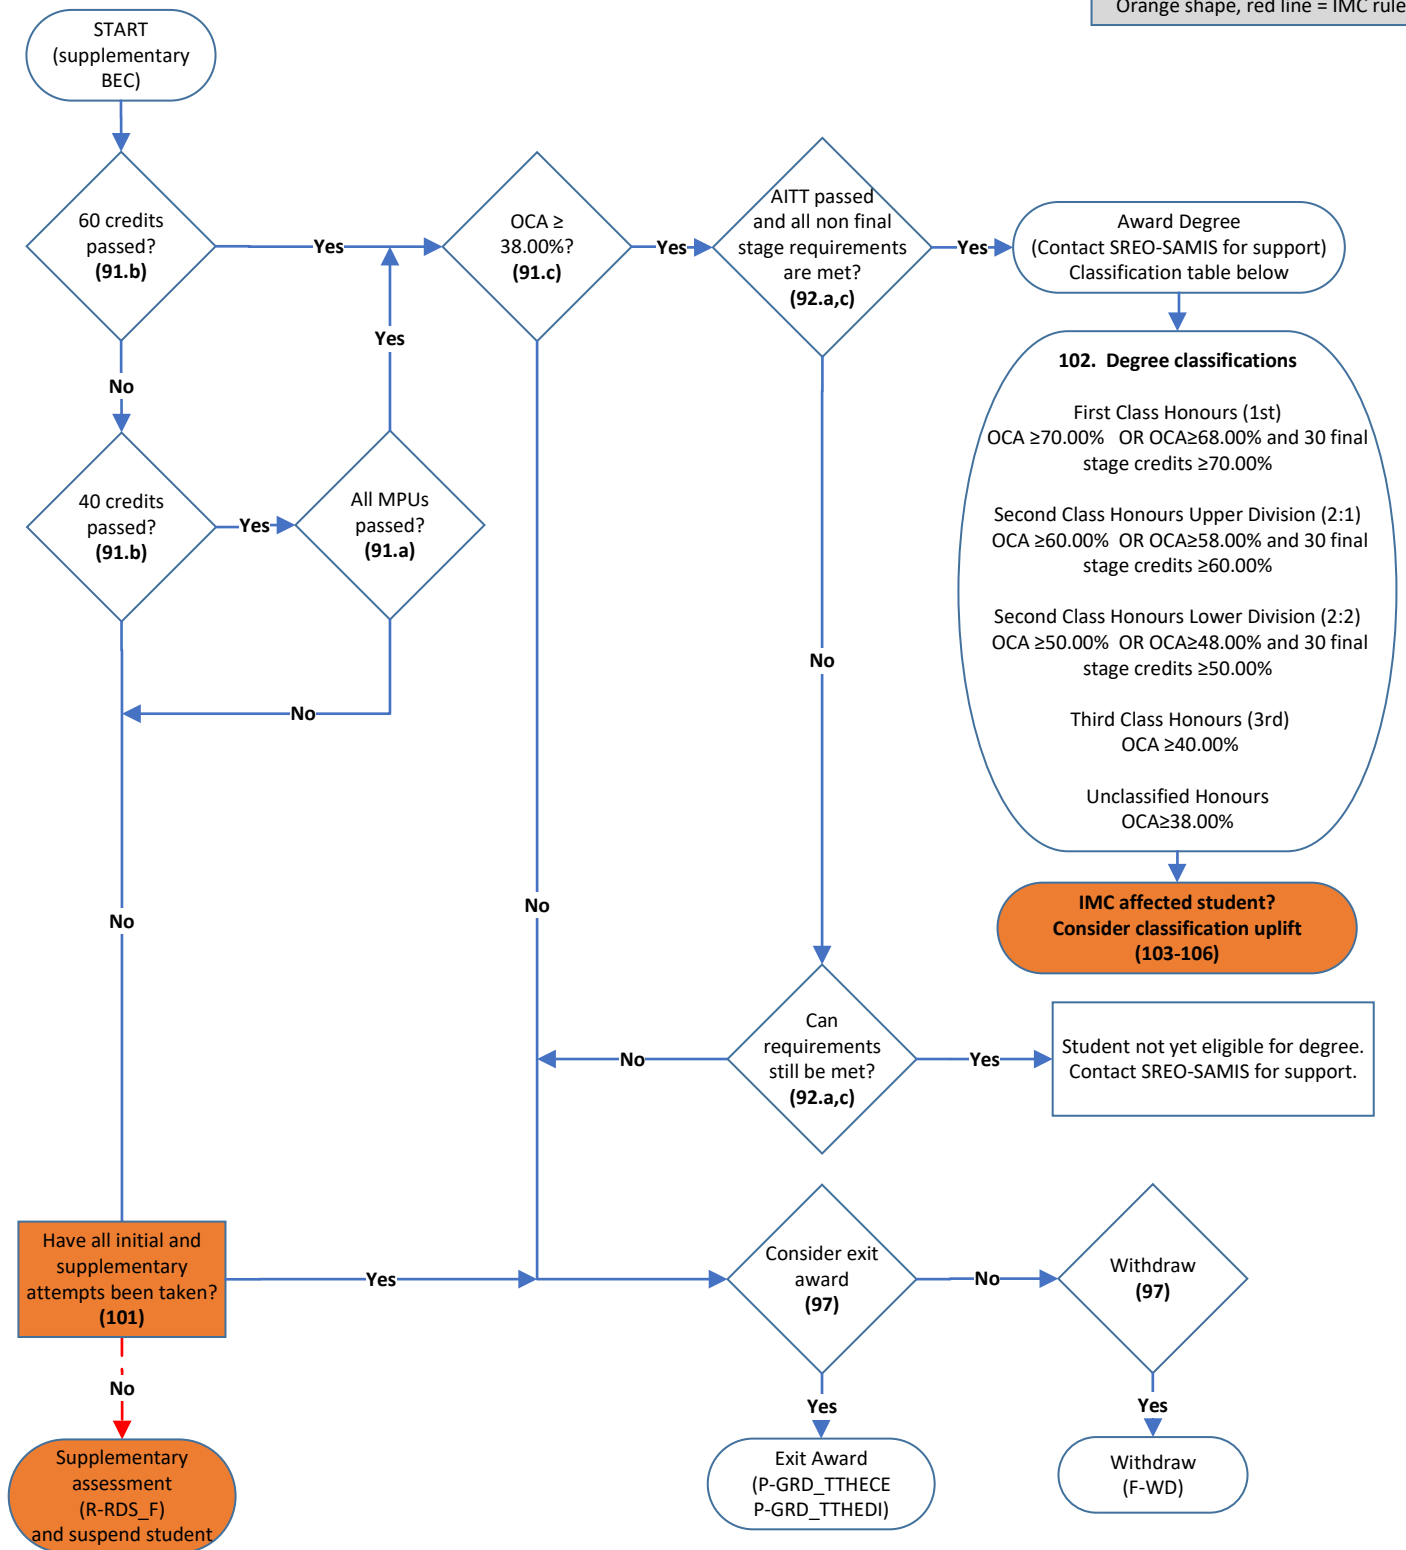 Orange shape, red line = IMC rule
START
(supplementary
BEC)
60 credits
passed?
(91.b)
Yes
OCA ≥
38.00%?
(91.c)
Yes
AITT passed
and all non final
stage requirements
are met?
(92.a,c)
Yes
Award Degree
(Contact SREO-SAMIS for support)
Classification table below
No
Yes
40 credits
passed?
(91.b)
Yes
All MPUs
passed?
(91.a)
No
102.  Degree classifications
First Class Honours (1st)
OCA ≥70.00%   OR OCA≥68.00% and 30 final
stage credits ≥70.00%
Second Class Honours Upper Division (2:1)
OCA ≥60.00%  OR OCA≥58.00% and 30 final
stage credits ≥60.00%
Second Class Honours Lower Division (2:2)
OCA ≥50.00%  OR OCA≥48.00% and 30 final
stage credits ≥50.00%
Third Class Honours (3rd)
OCA ≥40.00%
Unclassified Honours
OCA≥38.00%
No
No
No
IMC affected student?
Consider classification uplift
(103-106)
Can
requirements
still be met?
(92.a,c)
No
Yes
Student not yet eligible for degree.
Contact SREO-SAMIS for support.
Have all initial and
supplementary
attempts been taken?
(101)
Yes
Consider exit
award
(97)
No
Withdraw
(97)
No
Yes
Yes
Supplementary
assessment
(R-RDS_F)
and suspend student
Exit Award
(P-GRD_TTHECE
P-GRD_TTHEDI)
Withdraw
(F-WD)